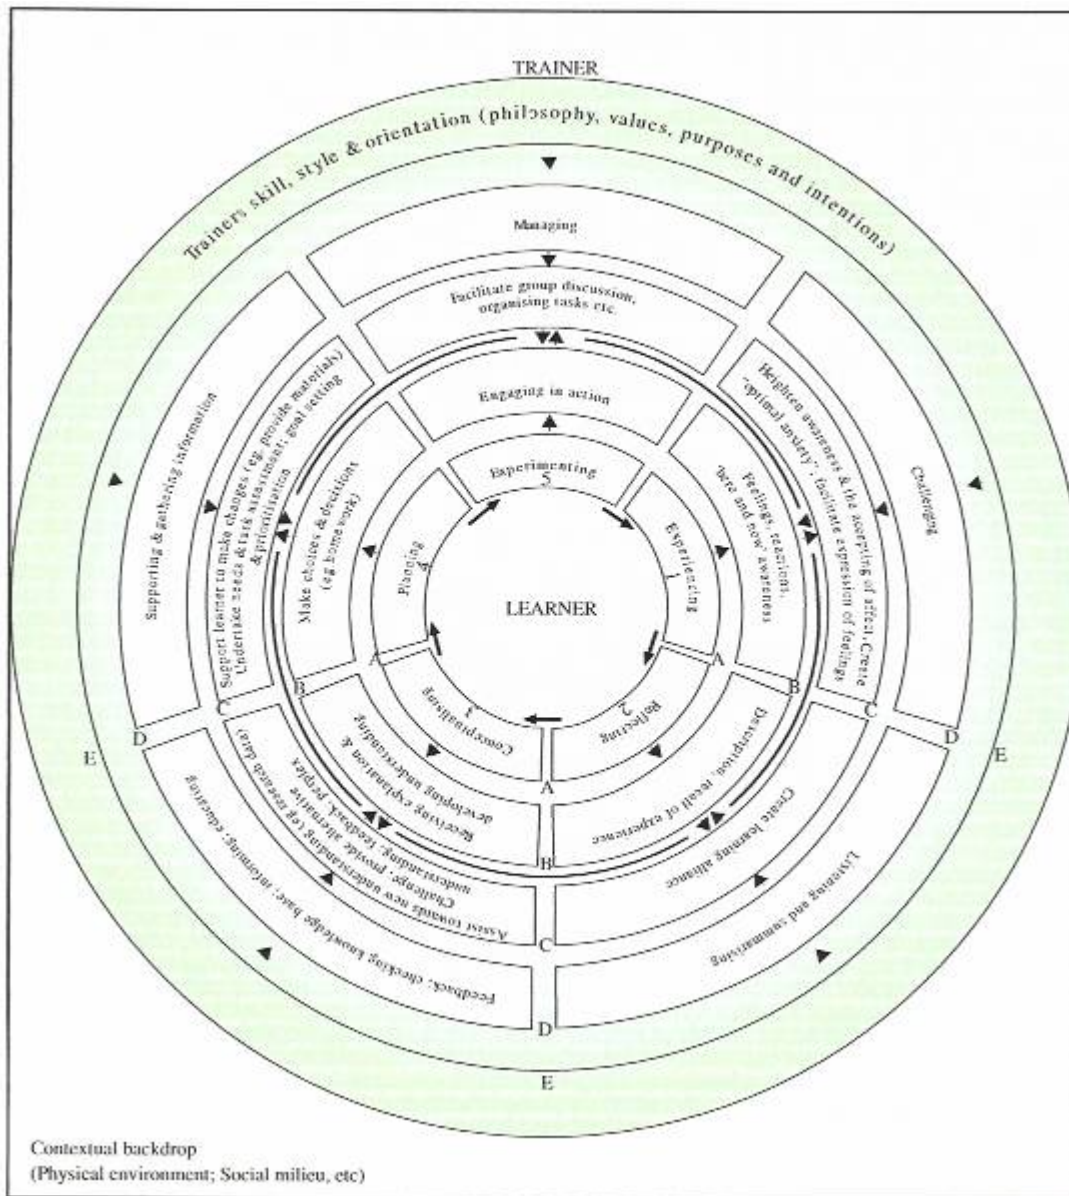 TRAINER
Trainers skill, style & orientation (philosophy, values, purposes and intentions)
Managing
Facilitate group discussion,
organising tasks etc.
Engaging in action
Experimenting
5
Challenging
Heighten awareness & the accepting of affect. Create
"optimal anxiety", facilitate expression of feelings
Feelings, reactions,
'here and now' awareness
Experiencing
1
Listening and summarising
Create learning alliance
Description, recall of experience
Reflecting
2
Feedback; checking knowledge base; informing; educating
Assist towards new understanding (eg research data)
Challenge, provide alternative
understanding, feedback, perplex
Receiving explanation &
developing understanding
Conceptualising
3
Supporting & gathering information
Support learner to make changes (eg. provide materials)
Undertake needs & task assessment; goal setting
& prioritisation
Make choices & decisions
(eg homework)
Planning
4
LEARNER
A
A
A
B
B
B
C
C
C
D
D
D
E
E
E
Contextual backdrop
(Physical environment; Social milieu, etc)